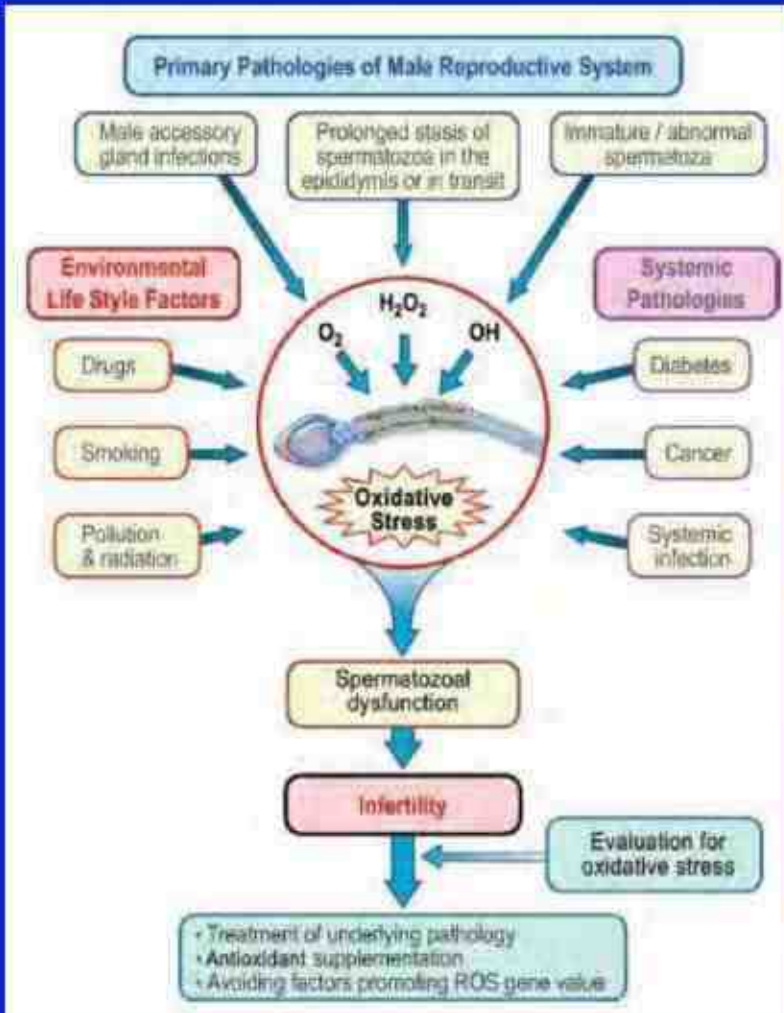 Primary Pathologies of Male Reproductive System
Male accessory
gland infections
Prolonged stasis of
spermatozoa in the
epididymis or in transit
Immature / abnormal
spermatoza
Environmental
Life Style Factors
Systemic
Pathologies
H₂O₂
O₂
OH
Drugs
Diabetes
Smoking
Cancer
Oxidative
Stress
Pollution
& radiation
Systemic
infection
Spermatozoal
dysfunction
Infertility
Evaluation for
oxidative stress
• Treatment of underlying pathology
• Antioxidant supplementation
• Avoiding factors promoting ROS gene value